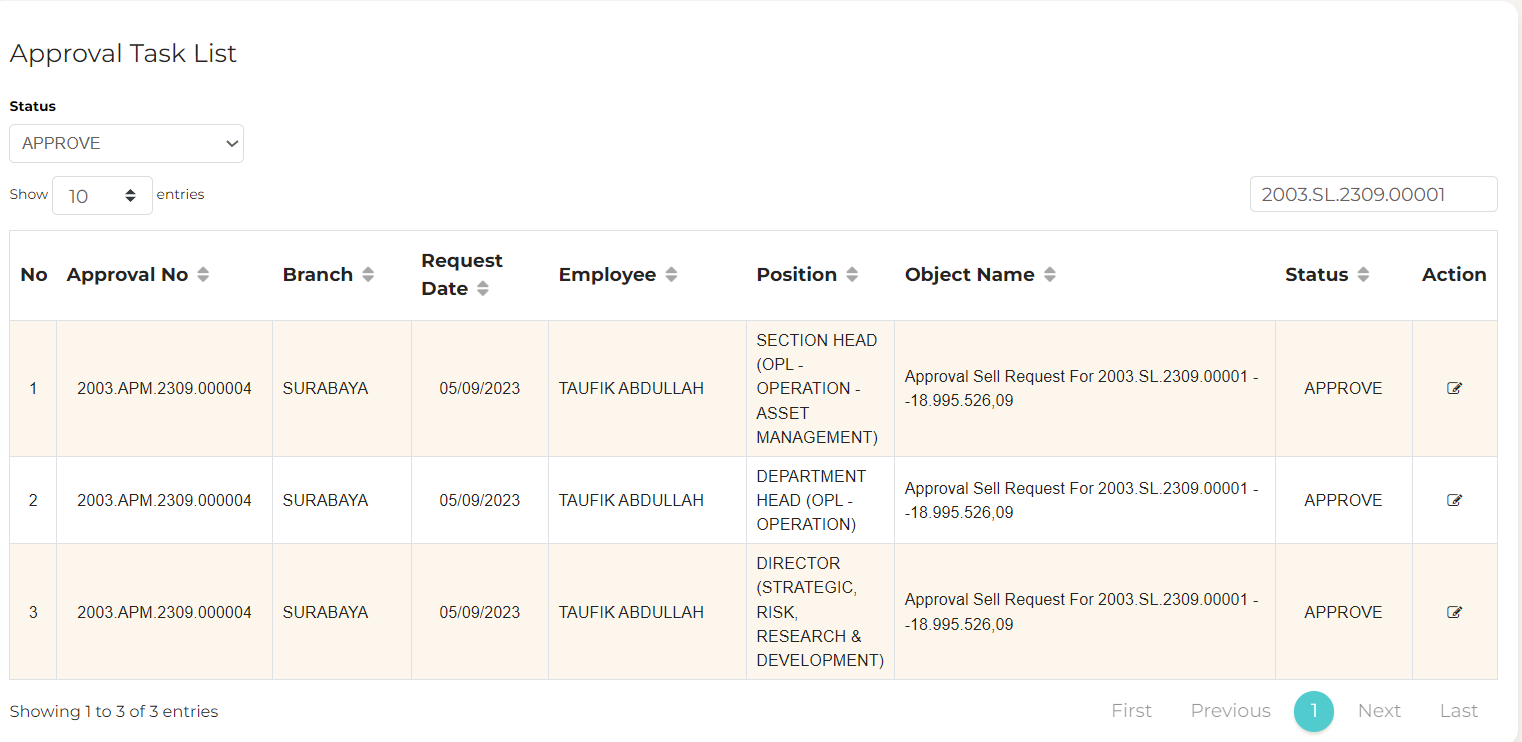 Approval Task List
Status
APPROVE
Show 10 entries
2003.SL.2309.00001
No Approval No Branch Request Date Employee Position Object Name Status Action
1 2003.APM.2309.000004 SURABAYA 05/09/2023 TAUFIK ABDULLAH SECTION HEAD (OPL - OPERATION - ASSET MANAGEMENT) Approval Sell Request For 2003.SL.2309.00001 - -18.995.526,09 APPROVE
2 2003.APM.2309.000004 SURABAYA 05/09/2023 TAUFIK ABDULLAH DEPARTMENT HEAD (OPL - OPERATION) Approval Sell Request For 2003.SL.2309.00001 - -18.995.526,09 APPROVE
3 2003.APM.2309.000004 SURABAYA 05/09/2023 TAUFIK ABDULLAH DIRECTOR (STRATEGIC, RISK, RESEARCH & DEVELOPMENT) Approval Sell Request For 2003.SL.2309.00001 - -18.995.526,09 APPROVE
Showing 1 to 3 of 3 entries
First Previous 1 Next Last